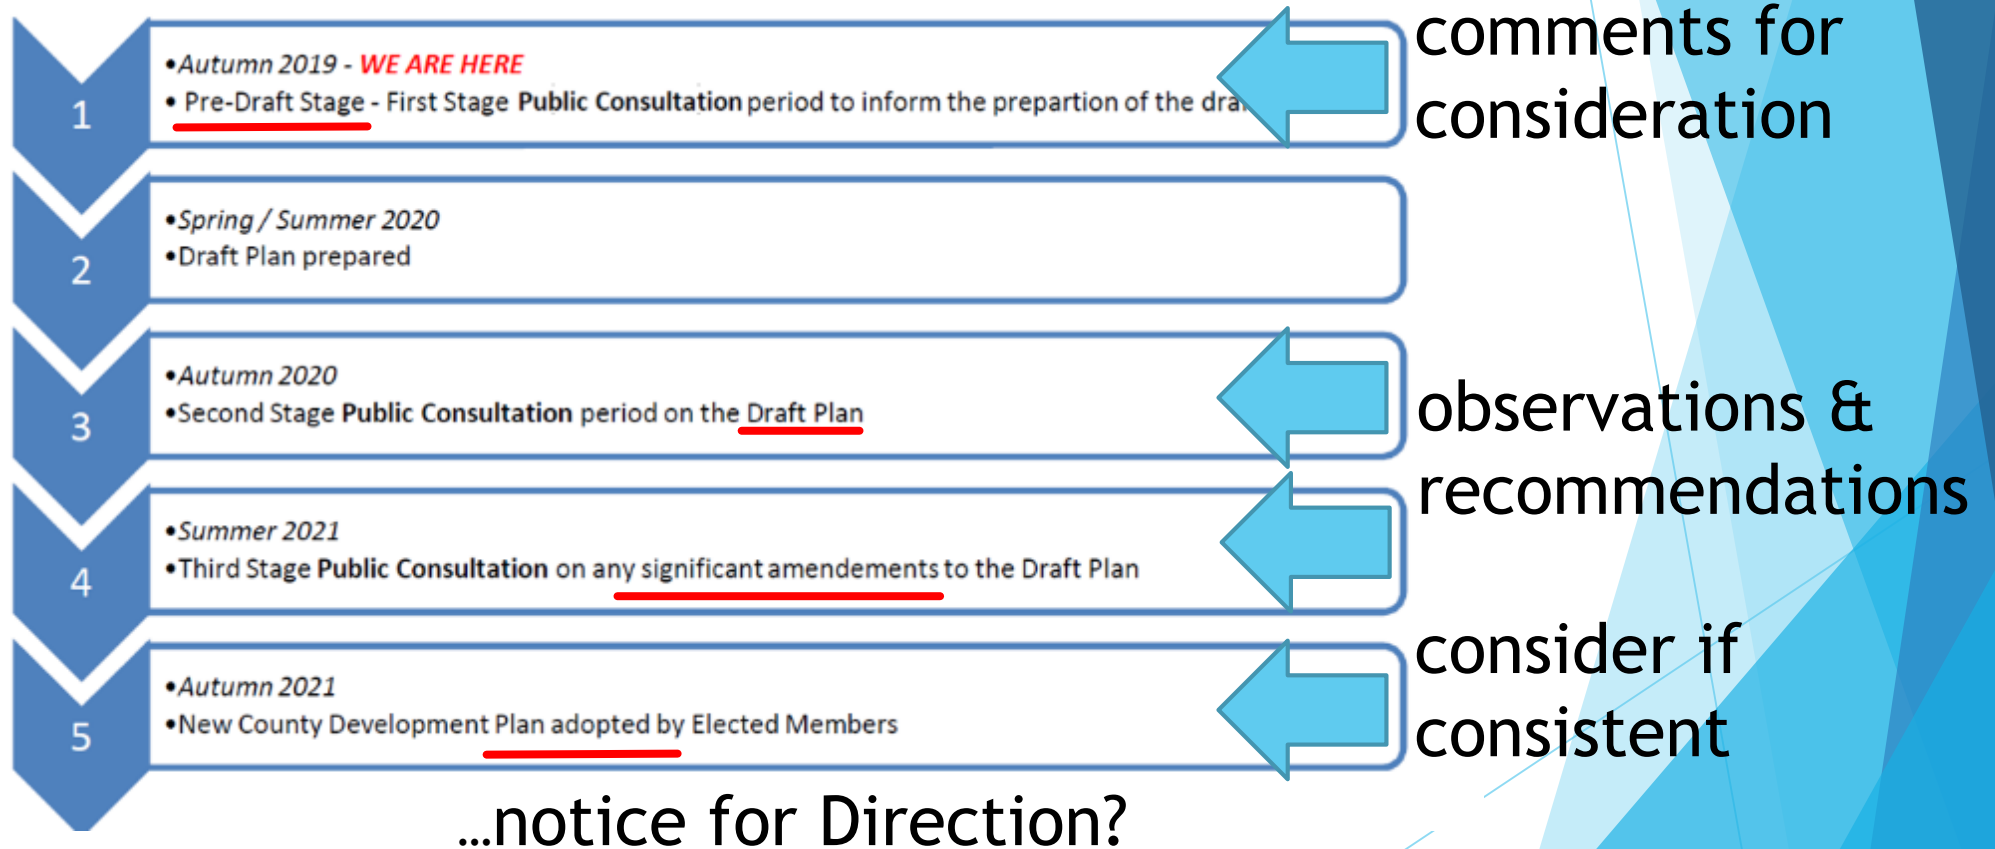 1
•Autumn 2019 - WE ARE HERE
• Pre-Draft Stage - First Stage Public Consultation period to inform the prepartion of the
comments for
consideration
2
•Spring / Summer 2020
•Draft Plan prepared
3
•Autumn 2020
•Second Stage Public Consultation period on the Draft Plan
observations &
recommendations
4
•Summer 2021
•Third Stage Public Consultation on any significant amendements to the Draft Plan
5
•Autumn 2021
•New County Development Plan adopted by Elected Members
consider if
consistent
…notice for Direction?